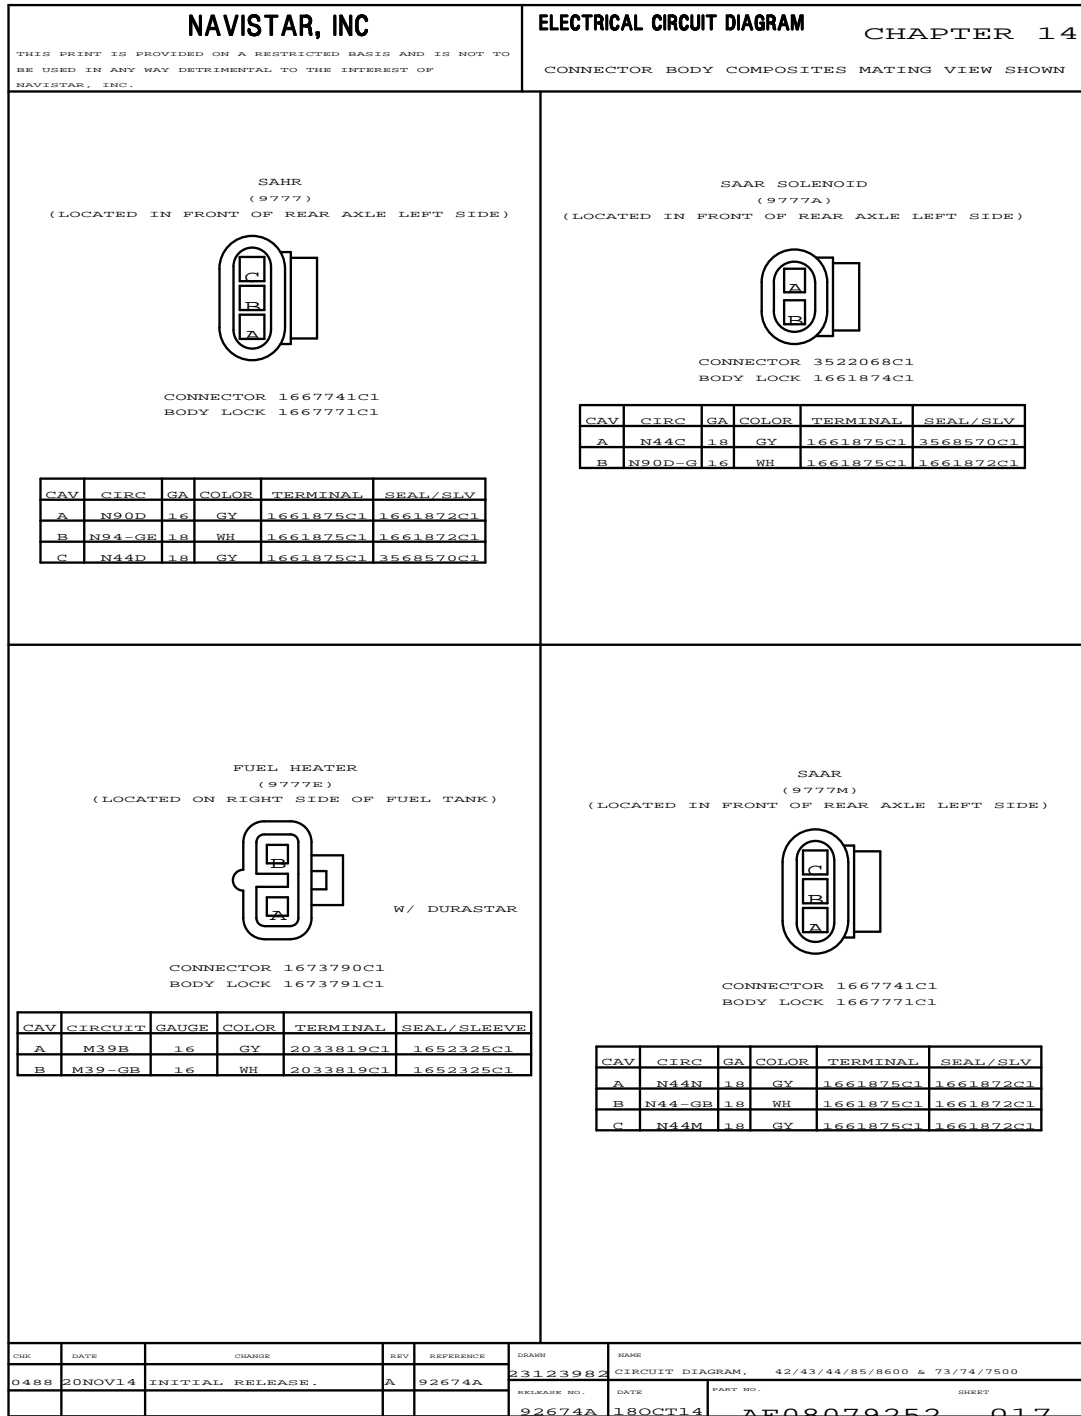 NAVISTAR, INC
THIS PRINT IS PROVIDED ON A RESTRICTED BASIS AND IS NOT TO
BE USED IN ANY WAY DETRIMENTAL TO THE INTEREST OF
NAVISTAR, INC.
ELECTRICAL CIRCUIT DIAGRAM CHAPTER 14
CONNECTOR BODY COMPOSITES MATING VIEW SHOWN
SAHR
(9777)
(LOCATED IN FRONT OF REAR AXLE LEFT SIDE)
C
B
A
CONNECTOR 1667741C1
BODY LOCK 1667771C1
CAV CIRC GA COLOR TERMINAL SEAL/SLV
A N90D 16 GY 1661875C1 1661872C1
B N94-GE 18 WH 1661875C1 1661872C1
C N44D 18 GY 1661875C1 3568570C1
SAAR SOLENOID
(9777A)
(LOCATED IN FRONT OF REAR AXLE LEFT SIDE)
A
B
CONNECTOR 3522068C1
BODY LOCK 1661874C1
CAV CIRC GA COLOR TERMINAL SEAL/SLV
A N44C 18 GY 1661875C1 3568570C1
B N90D-G 16 WH 1661875C1 1661872C1
FUEL HEATER
(9777E)
(LOCATED ON RIGHT SIDE OF FUEL TANK)
B
A
W/ DURASTAR
CONNECTOR 1673790C1
BODY LOCK 1673791C1
CAV CIRCUIT GAUGE COLOR TERMINAL SEAL/SLEEVE
A M39B 16 GY 2033819C1 1652325C1
B M39-GB 16 WH 2033819C1 1652325C1
SAAR
(9777M)
(LOCATED IN FRONT OF REAR AXLE LEFT SIDE)
C
B
A
CONNECTOR 1667741C1
BODY LOCK 1667771C1
CAV CIRC GA COLOR TERMINAL SEAL/SLV
A N44N 18 GY 1661875C1 1661872C1
B N44-GB 18 WH 1661875C1 1661872C1
C N44M 18 GY 1661875C1 1661872C1
CHK DATE CHANGE REV REFERENCE
0488 20NOV14 INITIAL RELEASE. A 92674A
DRAWN
23123982
NAME
CIRCUIT DIAGRAM, 42/43/44/85/8600 & 73/74/7500
RELEASE NO. DATE PART NO. SHEET
92674A 18OCT14 AE08079252 017